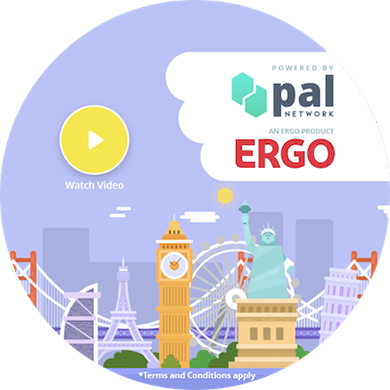 POWERED BY
pal
NETWORK
AN ERGO PRODUCT
ERGO
Watch Video
*Terms and Conditions apply